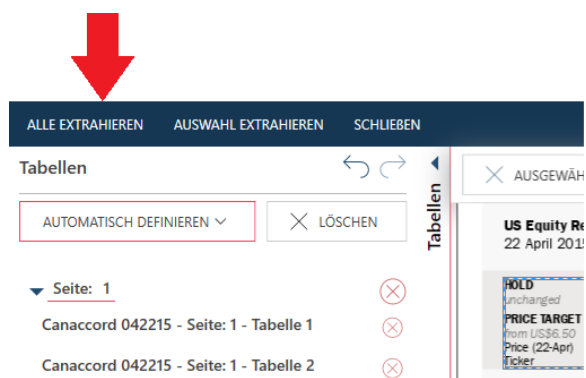 ALLE EXTRAHIEREN AUSWAHL EXTRAHIEREN SCHLIEßEN
Tabellen
AUTOMATISCH DEFINIEREN LÖSCHEN
Seite: 1
Canaccord 042215 - Seite: 1 - Tabelle 1
Canaccord 042215 - Seite: 1 - Tabelle 2
Tabellen
AUSGEWÄH
US Equity Re
22 April 2015
HOLD
unchanged
PRICE TARGET
from US$6.50
Price (22-Apr)
Ticker